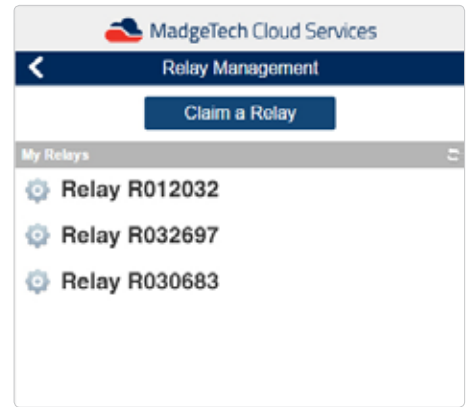 MadgeTech Cloud Services
Relay Management
Claim a Relay
My Relays
Relay R012032
Relay R032697
Relay R030683